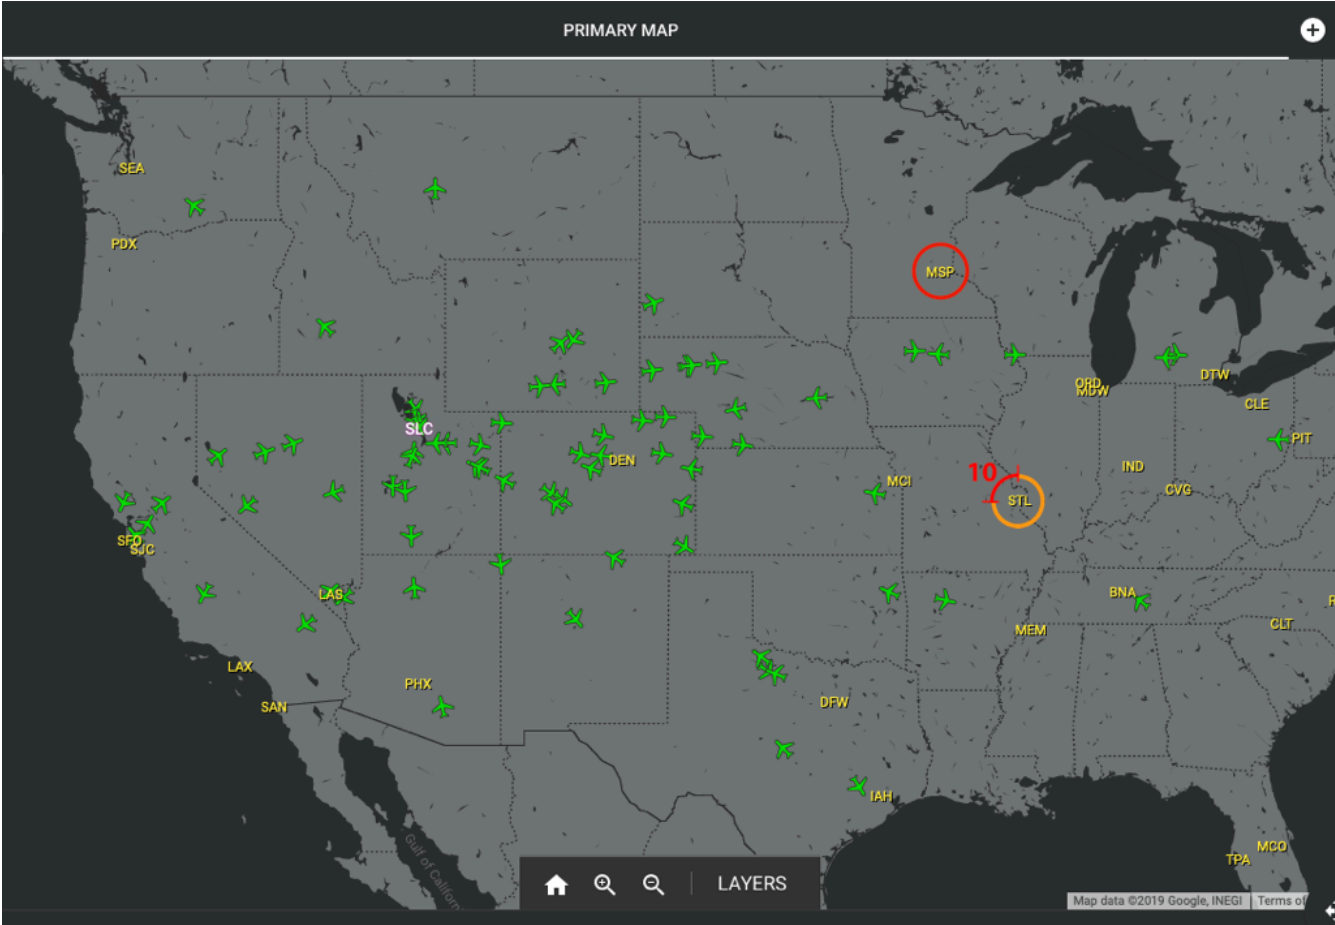 PRIMARY MAP
SEA
PDX
MSP
ORD
MDW
DTW
CLE
SLC
PIT
DEN
IND
10
MCI
CVG
STL
SFO
SJC
LAS
BNA
CLT
MEM
LAX
PHX
SAN
DFW
IAH
MCO
TPA
Gulf of Californ
LAYERS
Map data ©2019 Google, INEGI
Terms of